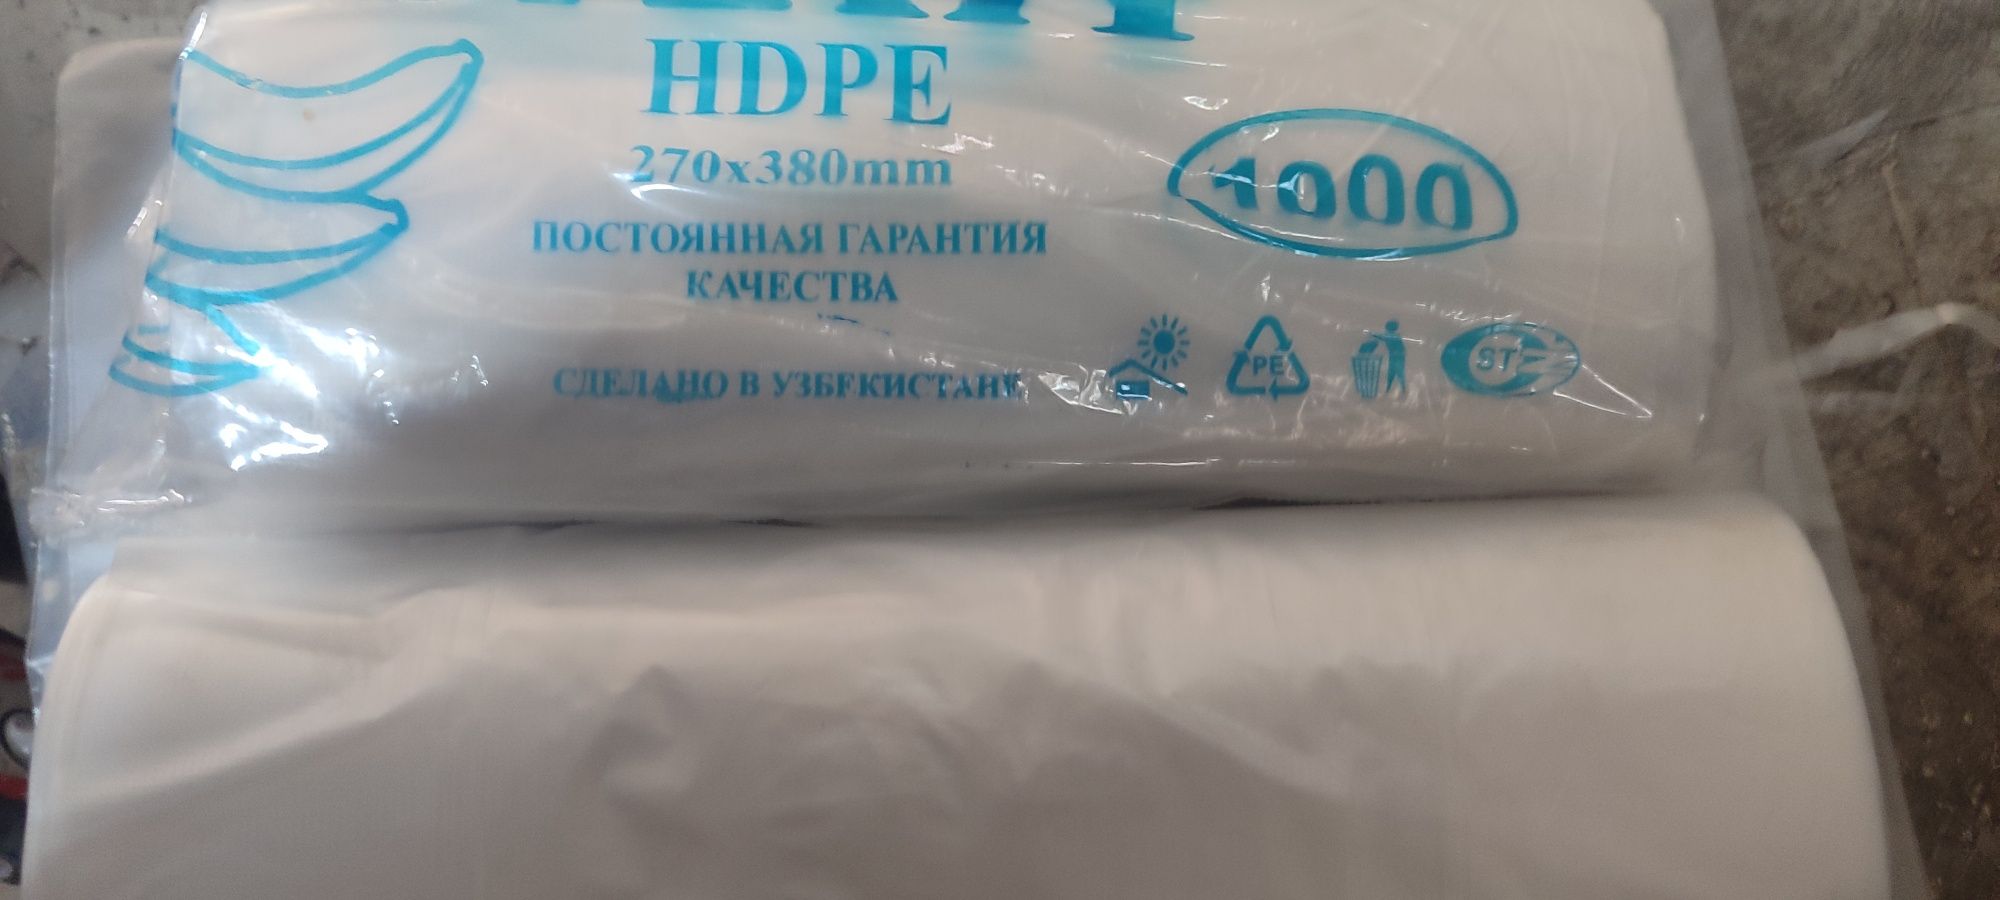 HDPE
270x380mm
1000
ПОСТОЯННАЯ ГАРАНТИЯ
КАЧЕСТВА
СДЕЛАНО В УЗБЕКИСТАНЕ
PE
ST